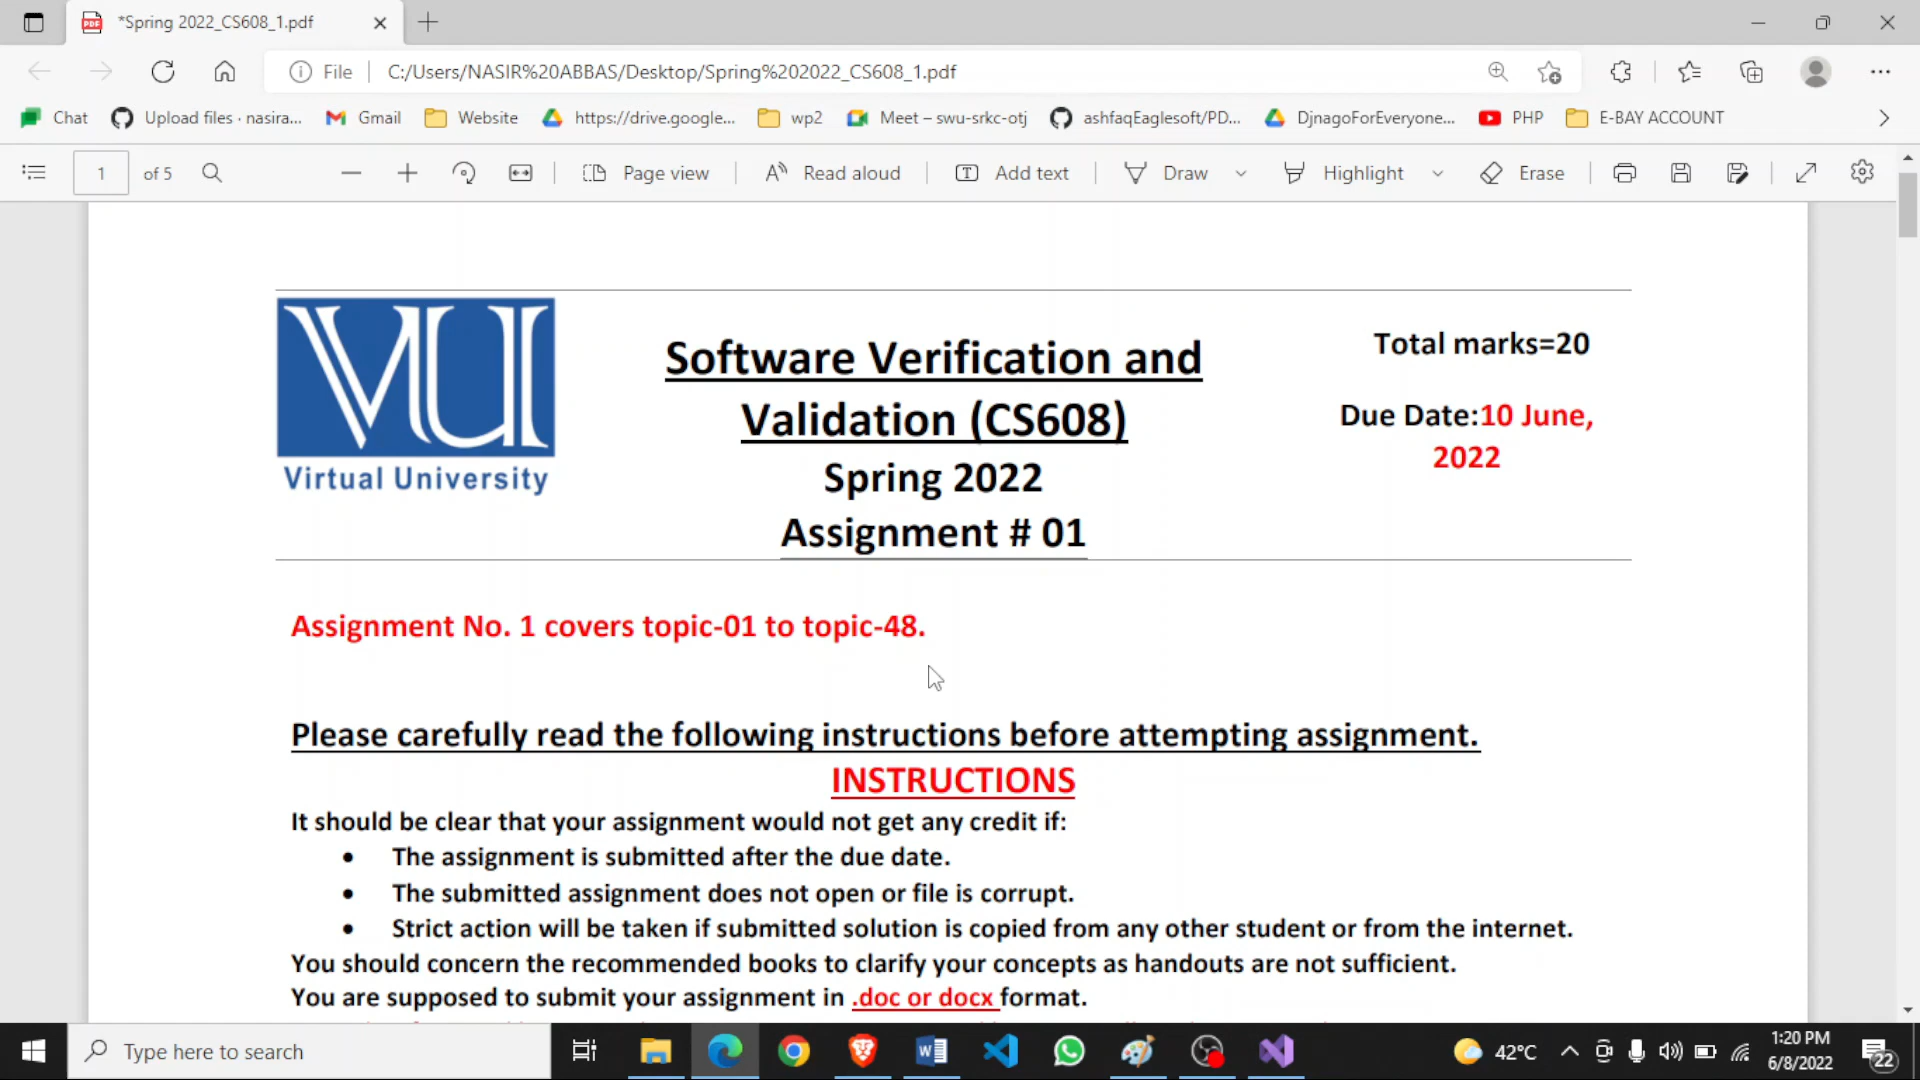 *Spring 2022_CS608_1.pdf
File C:/Users/NASIR%20ABBAS/Desktop/Spring%202022_CS608_1.pdf
Chat Upload files · nasira... Gmail Website https://drive.google... wp2 Meet – swu-srkc-otj ashfaqEaglesoft/PD... DjnagoForEveryone... PHP E-BAY ACCOUNT
1 of 5 Page view Read aloud Add text Draw Highlight Erase
VU
Virtual University
Software Verification and
Validation (CS608)
Spring 2022
Assignment # 01
Total marks=20
Due Date:10 June,
2022
Assignment No. 1 covers topic-01 to topic-48.
Please carefully read the following instructions before attempting assignment.
INSTRUCTIONS
It should be clear that your assignment would not get any credit if:
• The assignment is submitted after the due date.
• The submitted assignment does not open or file is corrupt.
• Strict action will be taken if submitted solution is copied from any other student or from the internet.
You should concern the recommended books to clarify your concepts as handouts are not sufficient.
You are supposed to submit your assignment in .doc or docx format.
Type here to search
42°C
1:20 PM
6/8/2022
22